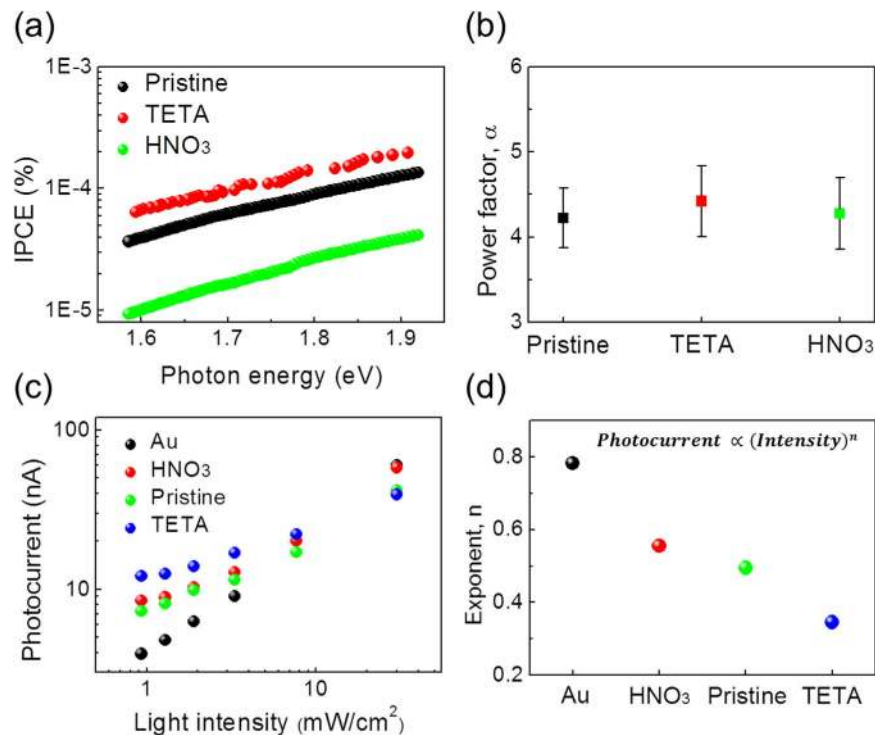 (a)
1E-3
1E-4
1E-5
IPCE (%)
Pristine
TETA
HNO₃
1.6 1.7 1.8 1.9
Photon energy (eV)
(b)
6
5
4
3
Power factor, α
Pristine TETA HNO₃
(c)
100
10
Photocurrent (nA)
Au
HNO₃
Pristine
TETA
1 10
Light intensity (mW/cm²)
(d)
0.8
0.6
0.4
0.2
Exponent, n
Photocurrent ∝ (Intensity)ⁿ
Au HNO₃ Pristine TETA